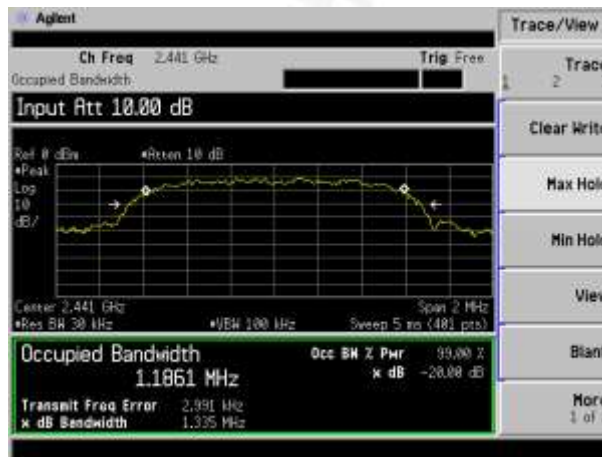 Agilent
Trace/View
Ch Freq 2.441 GHz Trig Free
Occupied Bandwidth
Trace
1 2
Input Att 10.00 dB
Clear Write
Ref 0 dBm #Atten 10 dB
#Peak
Log
10
dB/
Max Hold
Min Hold
Center 2.441 GHz Span 2 MHz
#Res BW 30 kHz #VBW 100 kHz Sweep 5 ms (401 pts)
View
Occupied Bandwidth Occ BW % Pwr 99.00 %
1.1861 MHz x dB -20.00 dB
Blank
Transmit Freq Error 2.991 kHz
x dB Bandwidth 1.335 MHz
More
1 of